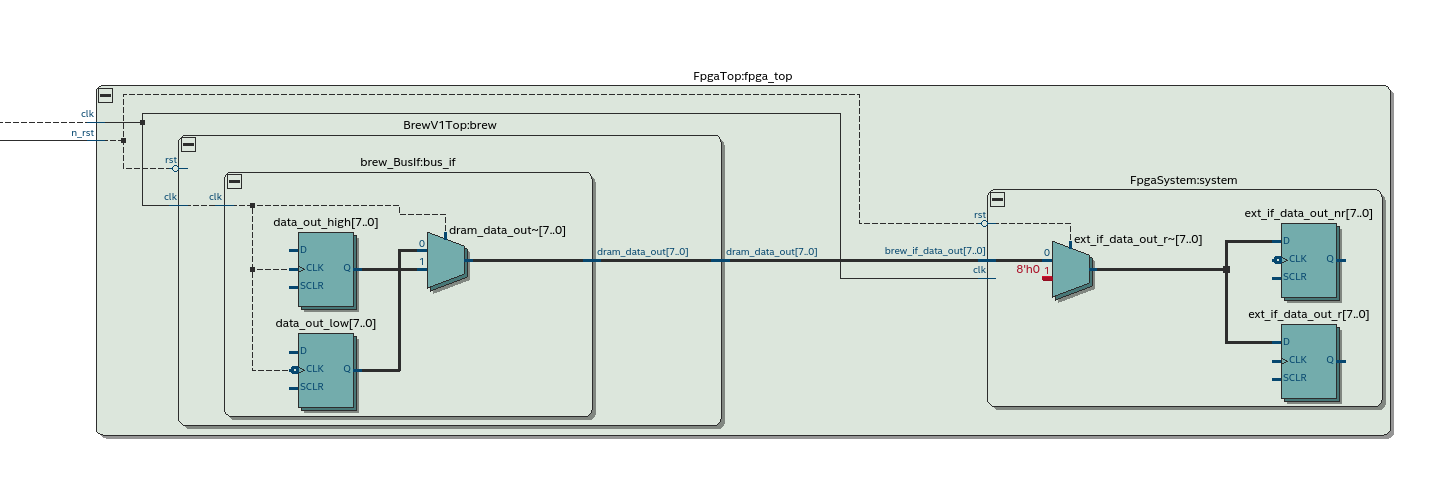 FpgaTop:fpga_top
clk
n_rst
BrewV1Top:brew
rst
clk
brew_BusIf:bus_if
clk
data_out_high[7..0]
D
CLK
Q
SCLR
data_out_low[7..0]
D
CLK
Q
SCLR
dram_data_out~[7..0]
0
1
dram_data_out[7..0]
dram_data_out[7..0]
FpgaSystem:system
rst
brew_if_data_out[7..0]
clk
ext_if_data_out_r~[7..0]
0
8'h0 1
ext_if_data_out_nr[7..0]
D
CLK
Q
SCLR
ext_if_data_out_r[7..0]
D
CLK
Q
SCLR